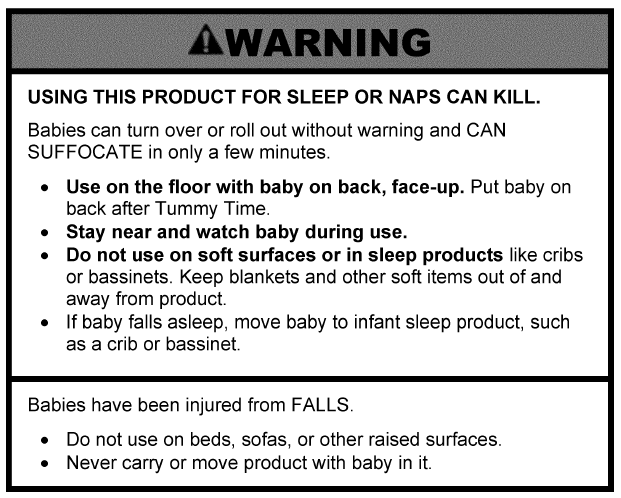 ⚠WARNING
USING THIS PRODUCT FOR SLEEP OR NAPS CAN KILL.
Babies can turn over or roll out without warning and CAN
SUFFOCATE in only a few minutes.
• Use on the floor with baby on back, face-up. Put baby on
back after Tummy Time.
• Stay near and watch baby during use.
• Do not use on soft surfaces or in sleep products like cribs
or bassinets. Keep blankets and other soft items out of and
away from product.
• If baby falls asleep, move baby to infant sleep product, such
as a crib or bassinet.
Babies have been injured from FALLS.
• Do not use on beds, sofas, or other raised surfaces.
• Never carry or move product with baby in it.